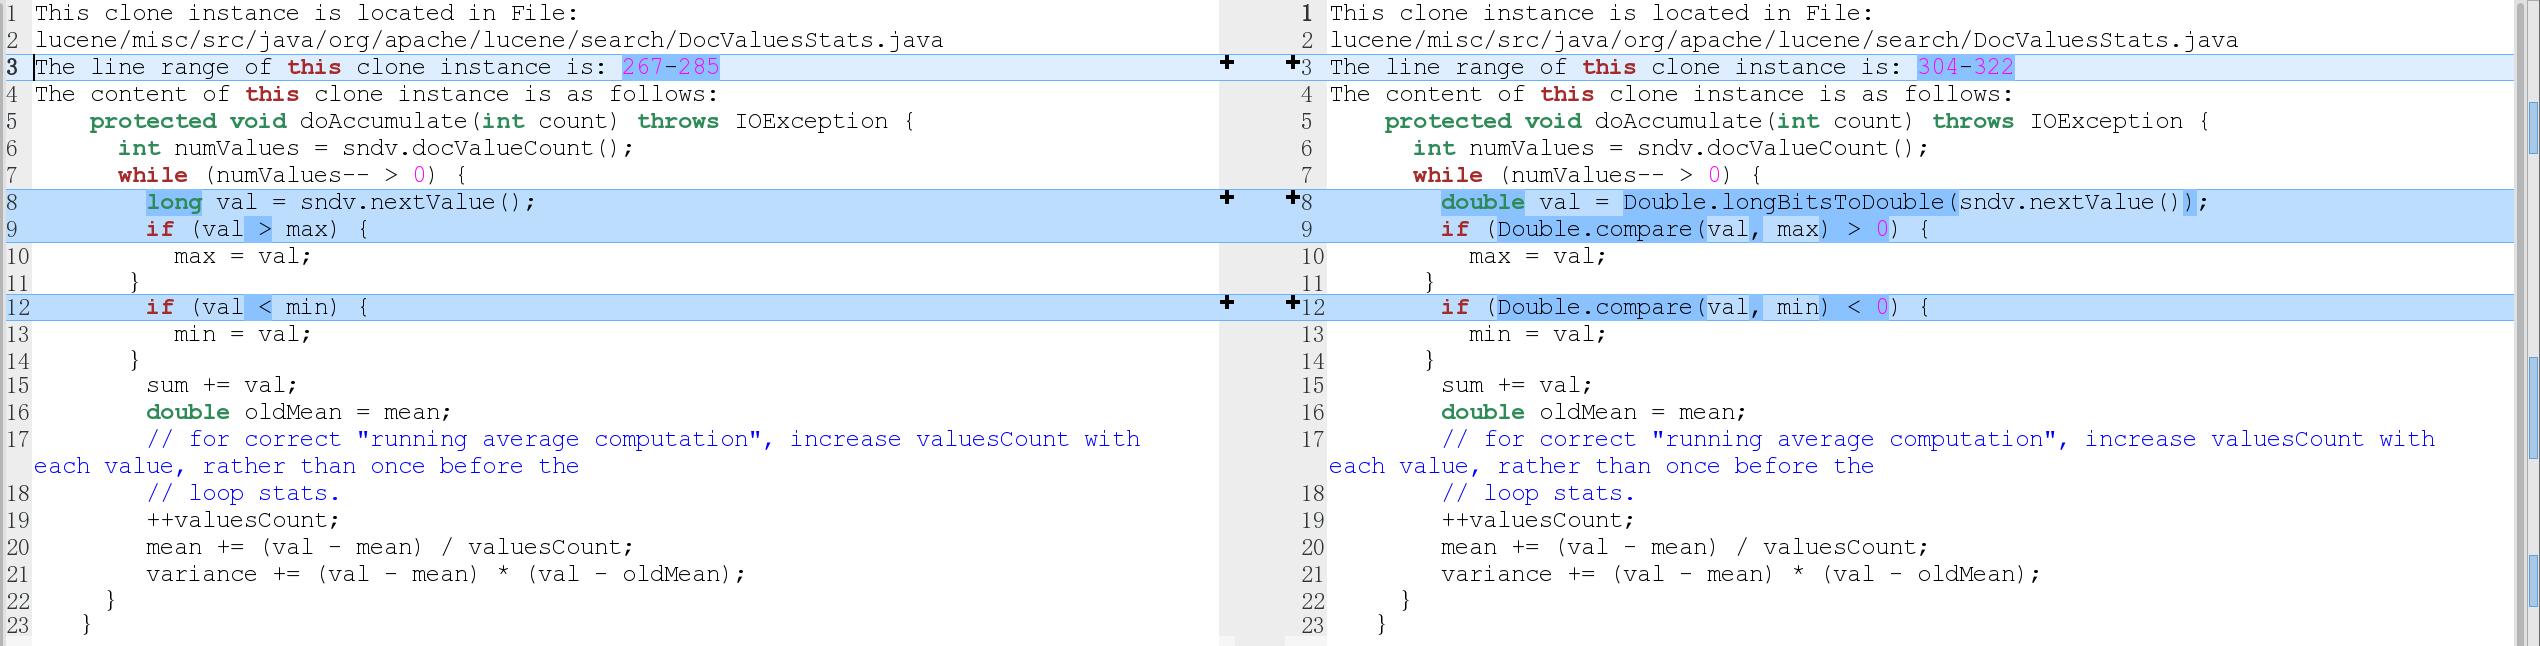 1 This clone instance is located in File:
2 lucene/misc/src/java/org/apache/lucene/search/DocValuesStats.java
3 The line range of this clone instance is: 267-285
4 The content of this clone instance is as follows:
5 protected void doAccumulate(int count) throws IOException {
6 int numValues = sndv.docValueCount();
7 while (numValues-- > 0) {
8 long val = sndv.nextValue();
9 if (val > max) {
10 max = val;
11 }
12 if (val < min) {
13 min = val;
14 }
15 sum += val;
16 double oldMean = mean;
17 // for correct "running average computation", increase valuesCount with
each value, rather than once before the
18 // loop stats.
19 ++valuesCount;
20 mean += (val - mean) / valuesCount;
21 variance += (val - mean) * (val - oldMean);
22 }
23 }
1 This clone instance is located in File:
2 lucene/misc/src/java/org/apache/lucene/search/DocValuesStats.java
3 The line range of this clone instance is: 304-322
4 The content of this clone instance is as follows:
5 protected void doAccumulate(int count) throws IOException {
6 int numValues = sndv.docValueCount();
7 while (numValues-- > 0) {
8 double val = Double.longBitsToDouble(sndv.nextValue());
9 if (Double.compare(val, max) > 0) {
10 max = val;
11 }
12 if (Double.compare(val, min) < 0) {
13 min = val;
14 }
15 sum += val;
16 double oldMean = mean;
17 // for correct "running average computation", increase valuesCount with
each value, rather than once before the
18 // loop stats.
19 ++valuesCount;
20 mean += (val - mean) / valuesCount;
21 variance += (val - mean) * (val - oldMean);
22 }
23 }